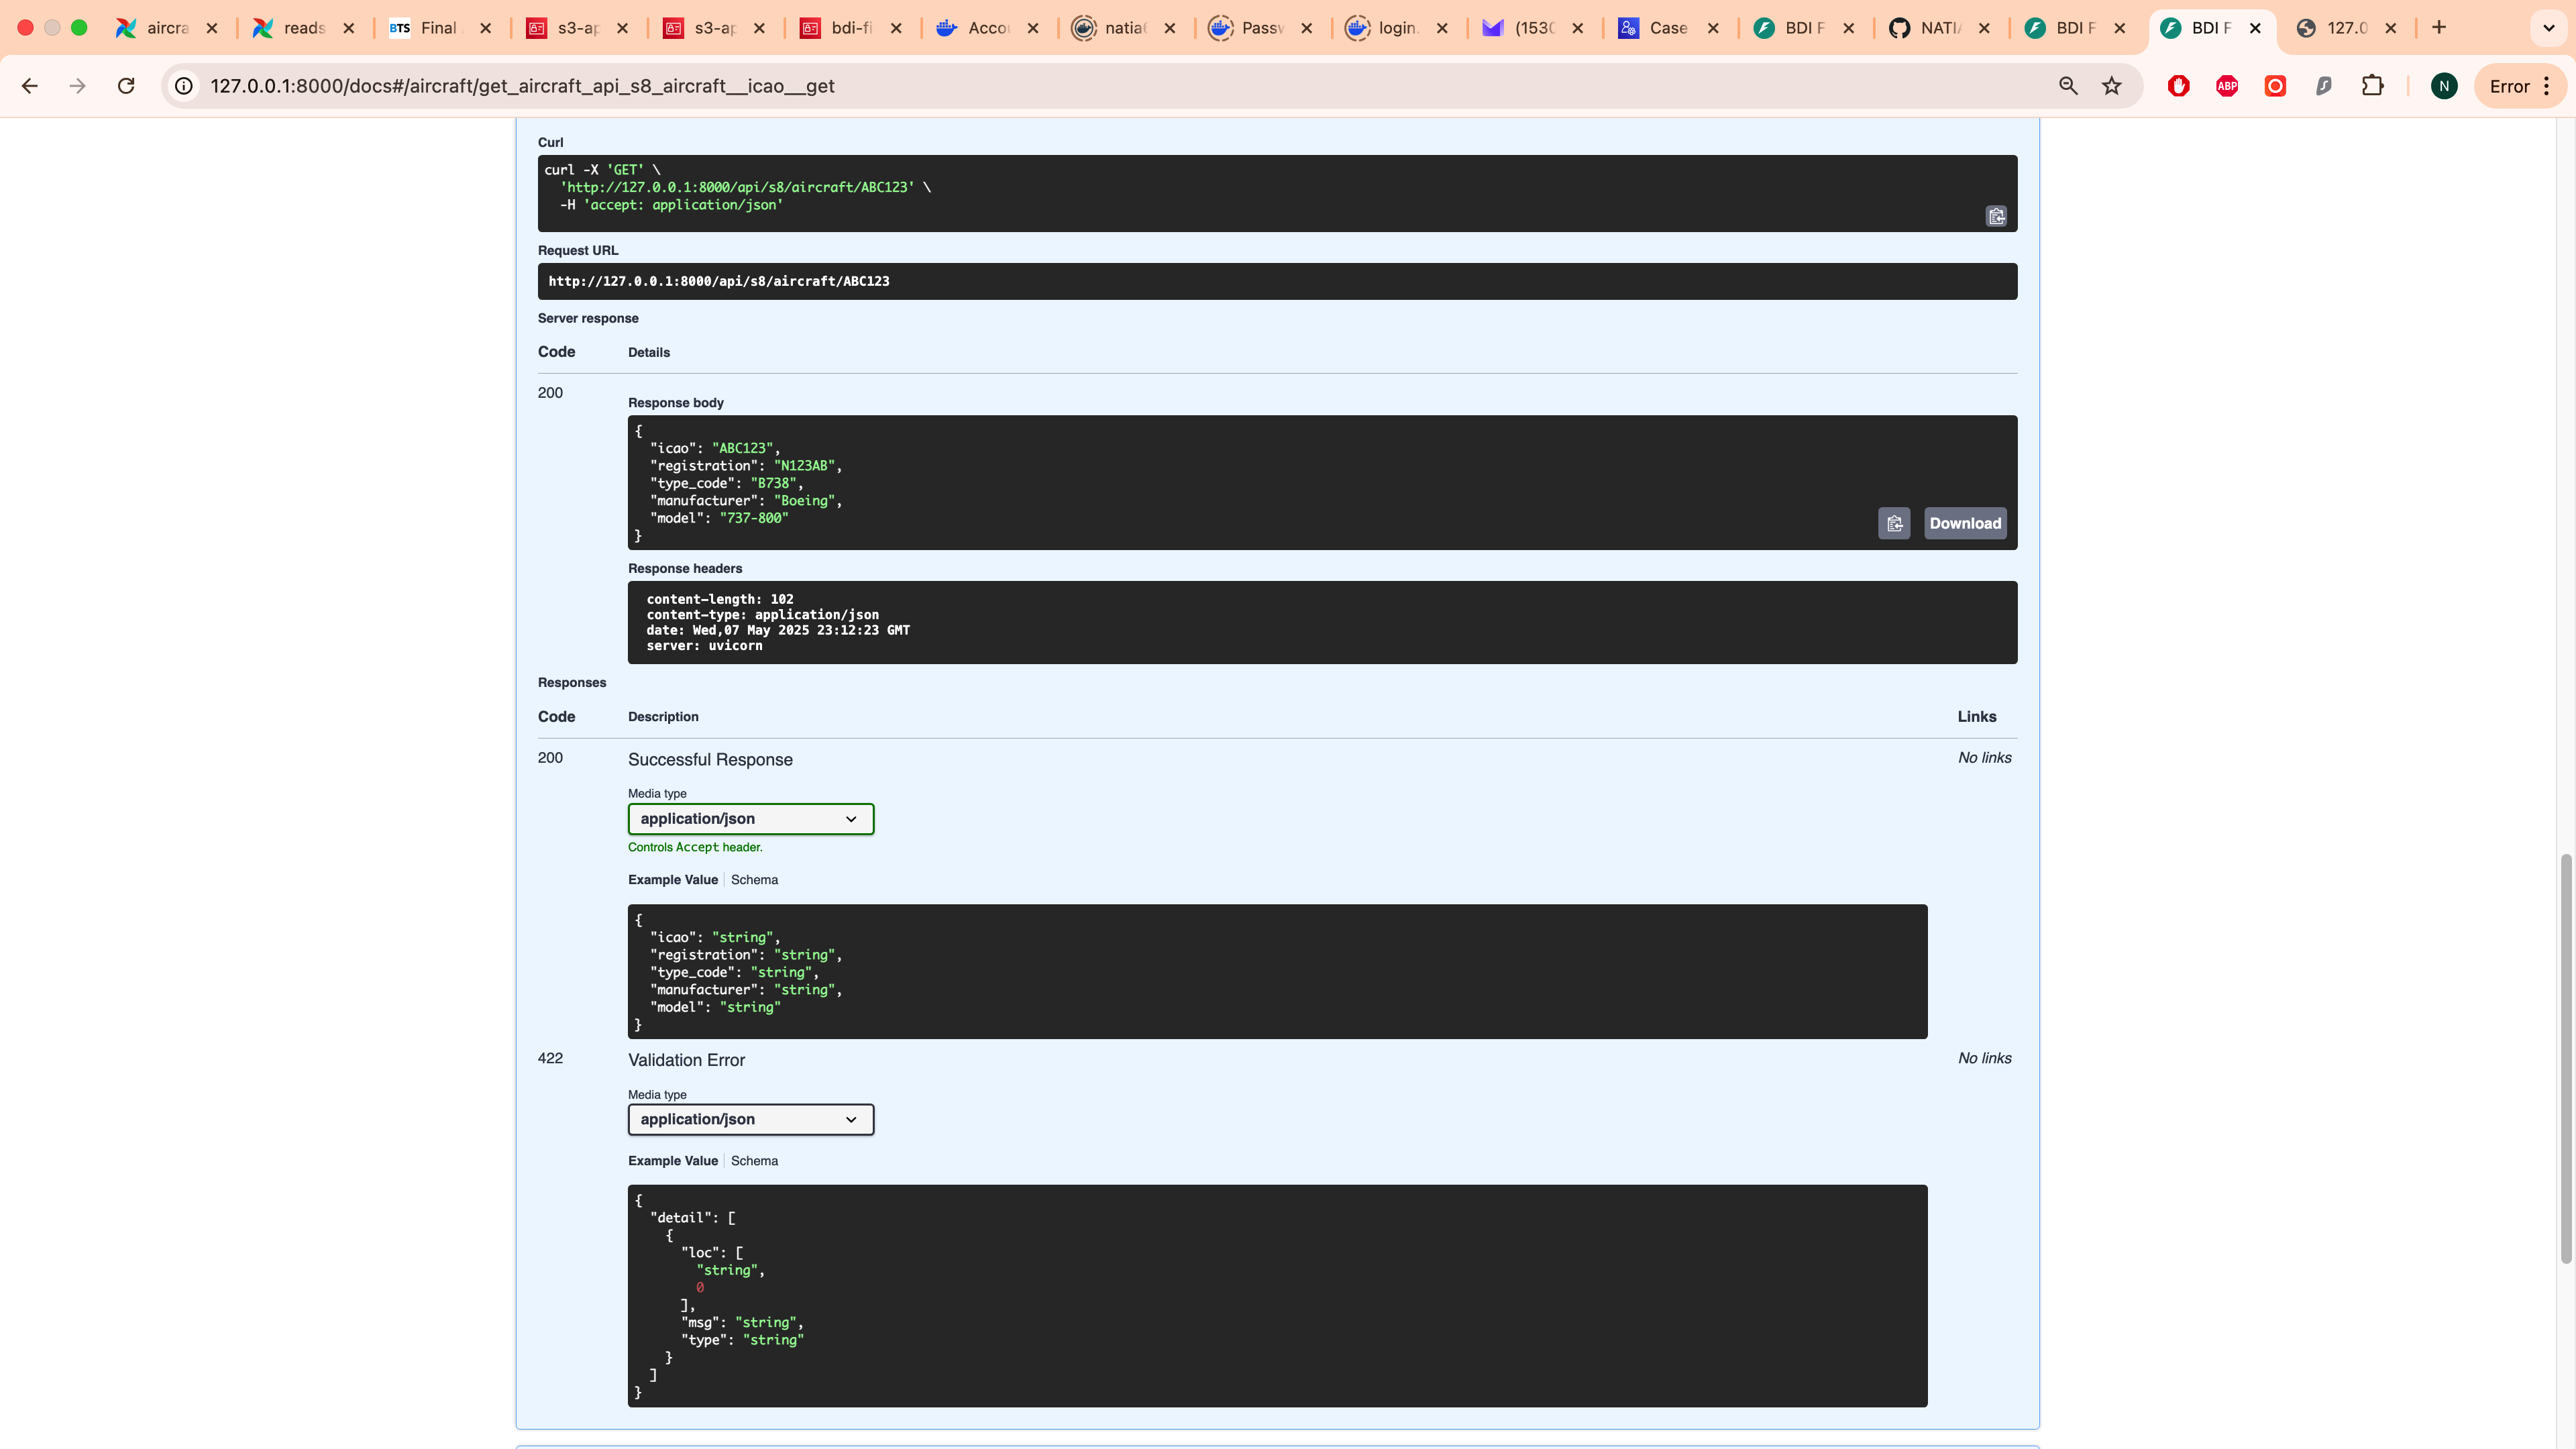 aircra
reads
BTS Final
s3-ap
s3-ap
bdi-fi
Accou
natia
Passw
login.
(1530
Case
BDI F
NATI
BDI F
BDI F
127.0
127.0.0.1:8000/docs#/aircraft/get_aircraft_api_s8_aircraft__icao__get
ABP
N
Error
Curl
curl -X 'GET' \
'http://127.0.0.1:8000/api/s8/aircraft/ABC123' \
-H 'accept: application/json'
Request URL
http://127.0.0.1:8000/api/s8/aircraft/ABC123
Server response
Code Details
200
Response body
{
"icao": "ABC123",
"registration": "N123AB",
"type_code": "B738",
"manufacturer": "Boeing",
"model": "737-800"
}
Download
Response headers
content-length: 102
content-type: application/json
date: Wed,07 May 2025 23:12:23 GMT
server: uvicorn
Responses
Code Description Links
200 Successful Response No links
Media type
application/json
Controls Accept header.
Example Value Schema
{
"icao": "string",
"registration": "string",
"type_code": "string",
"manufacturer": "string",
"model": "string"
}
422 Validation Error No links
Media type
application/json
Example Value Schema
{
"detail": [
{
"loc": [
"string",
0
],
"msg": "string",
"type": "string"
}
]
}